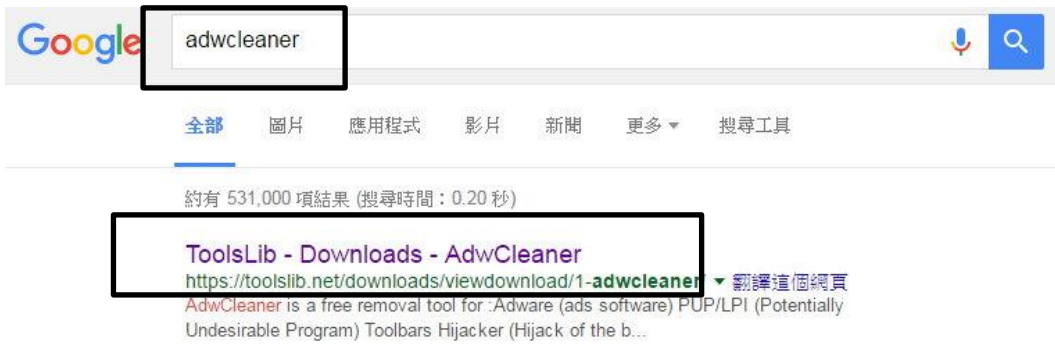 Google adwcleaner
全部 圖片 應用程式 影片 新聞 更多 搜尋工具
約有 531,000 項結果 (搜尋時間：0.20 秒)
ToolsLib - Downloads - AdwCleaner
https://toolslib.net/downloads/viewdownload/1-adwcleaner/ 翻譯這個網頁
AdwCleaner is a free removal tool for :Adware (ads software) PUP/LPI (Potentially
Undesirable Program) Toolbars Hijacker (Hijack of the b...